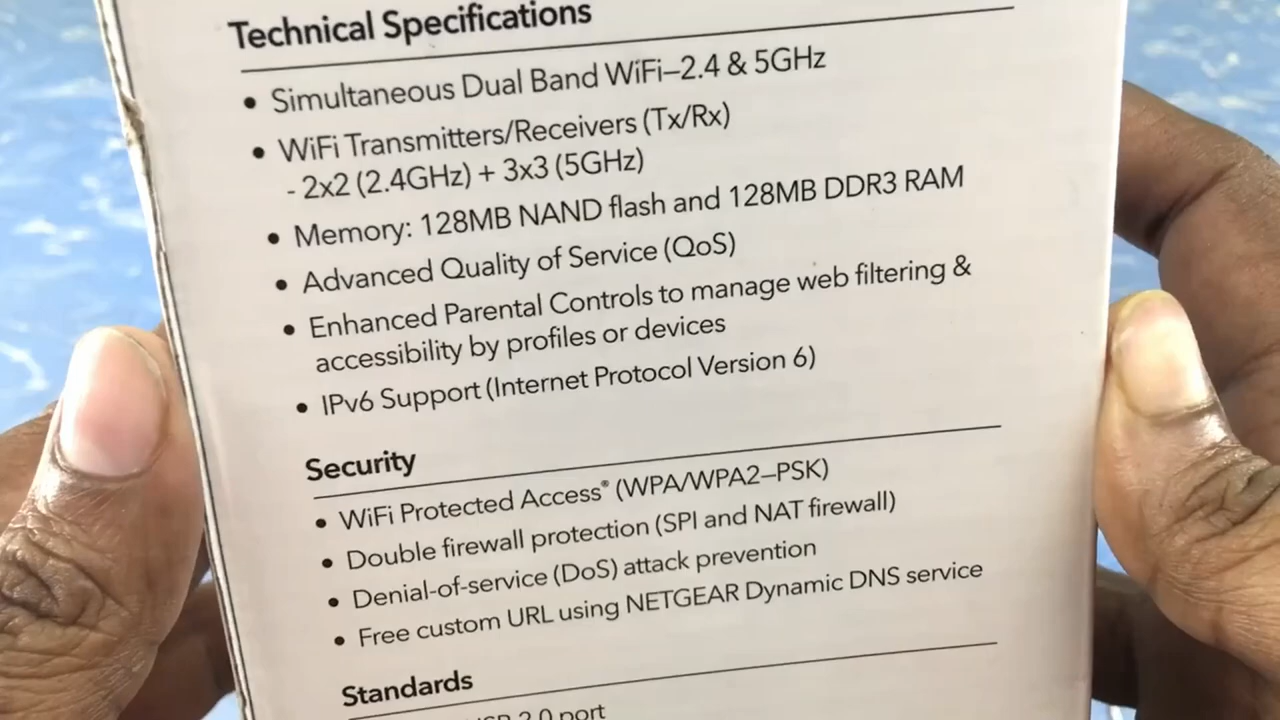 Technical Specifications
• Simultaneous Dual Band WiFi–2.4 & 5GHz
• WiFi Transmitters/Receivers (Tx/Rx)
- 2x2 (2.4GHz) + 3x3 (5GHz)
• Memory: 128MB NAND flash and 128MB DDR3 RAM
• Advanced Quality of Service (QoS)
• Enhanced Parental Controls to manage web filtering &
accessibility by profiles or devices
• IPv6 Support (Internet Protocol Version 6)
Security
• WiFi Protected Access® (WPA/WPA2–PSK)
• Double firewall protection (SPI and NAT firewall)
• Denial-of-service (DoS) attack prevention
• Free custom URL using NETGEAR Dynamic DNS service
Standards
2.0 port